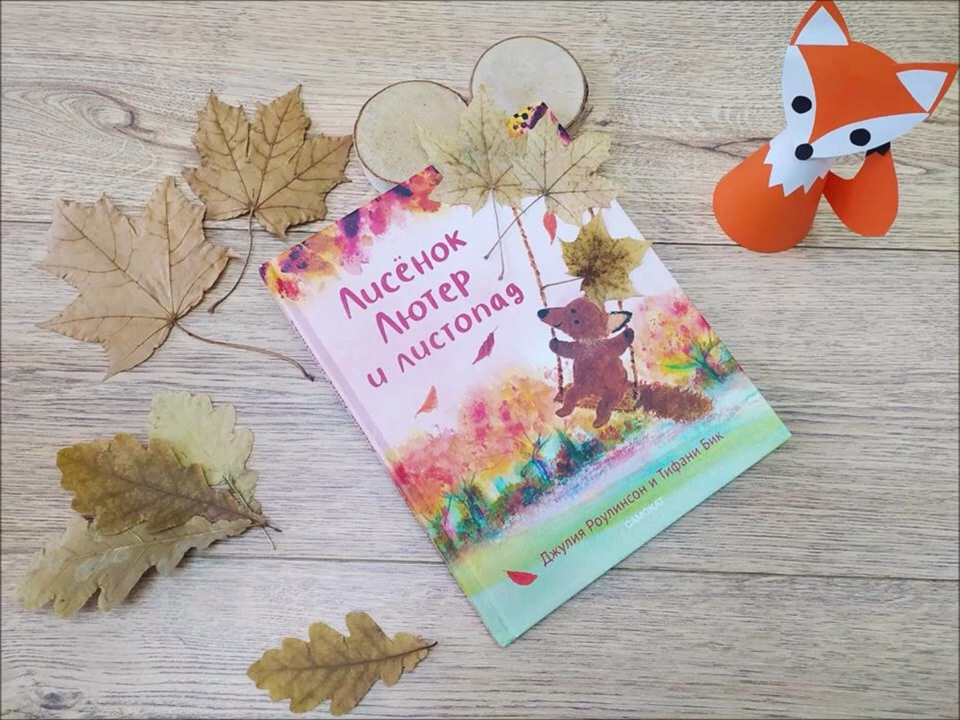 Лисёнок
Лютер
и листопад
Джулия Роулинсон и Тифани Бик
САМОКАТ